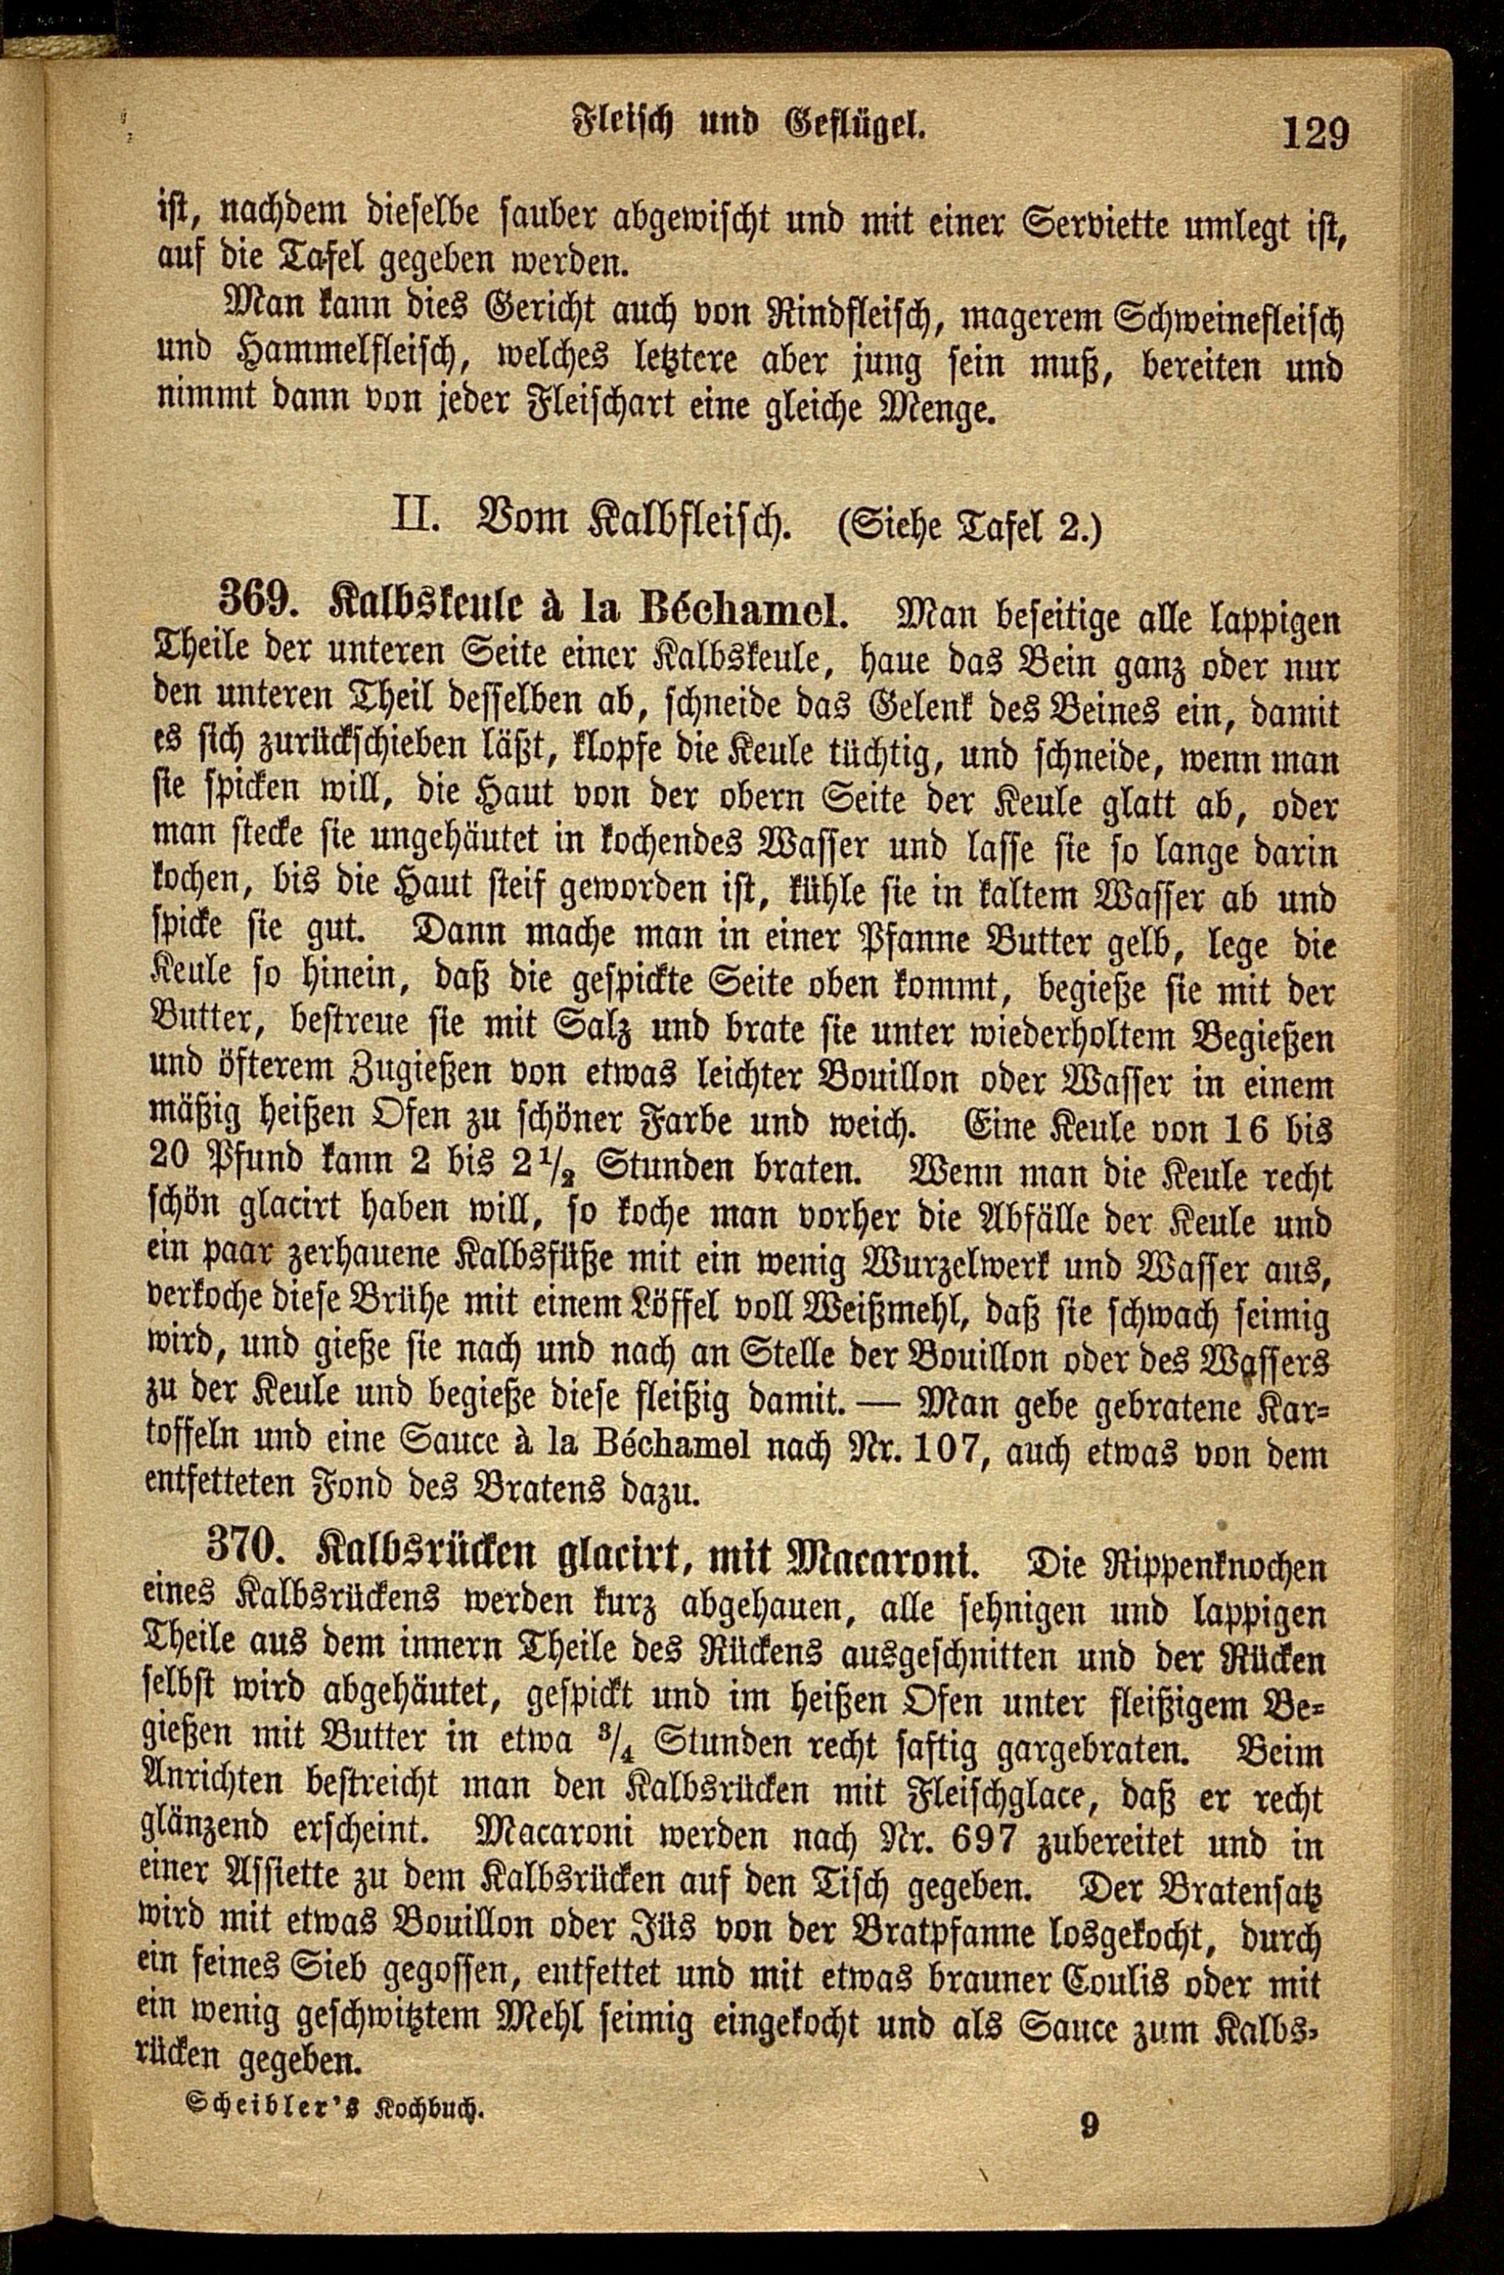 Fleisch und Geflügel.
129
ist, nachdem dieselbe sauber abgewischt und mit einer Serviette umlegt ist,
auf die Tafel gegeben werden.
Man kann dies Gericht auch von Rindfleisch, magerem Schweinefleisch
und Hammelfleisch, welches letztere aber jung sein muß, bereiten und
nimmt dann von jeder Fleischart eine gleiche Menge.
II. Vom Kalbfleisch. (Siehe Tafel 2.)
369. Kalbskeule à la Béchamel. Man beseitige alle lappigen
Theile der unteren Seite einer Kalbskeule, haue das Bein ganz oder nur
den unteren Theil desselben ab, schneide das Gelenk des Beines ein, damit
es sich zurückschieben läßt, klopfe die Keule tüchtig, und schneide, wenn man
sie spicken will, die Haut von der obern Seite der Keule glatt ab, oder
man stecke sie ungehäutet in kochendes Wasser und lasse sie so lange darin
kochen, bis die Haut steif geworden ist, kühle sie in kaltem Wasser ab und
spicke sie gut. Dann mache man in einer Pfanne Butter gelb, lege die
Keule so hinein, daß die gespickte Seite oben kommt, begieße sie mit der
Butter, bestreue sie mit Salz und brate sie unter wiederholtem Begießen
und öfterem Zugießen von etwas leichter Bouillon oder Wasser in einem
mäßig heißen Ofen zu schöner Farbe und weich. Eine Keule von 16 bis
20 Pfund kann 2 bis 2 1/2 Stunden braten. Wenn man die Keule recht
schön glacirt haben will, so koche man vorher die Abfälle der Keule und
ein paar zerhauene Kalbsfüße mit ein wenig Wurzelwerk und Wasser aus,
verkoche diese Brühe mit einem Löffel voll Weißmehl, daß sie schwach seimig
wird, und gieße sie nach und nach an Stelle der Bouillon oder des Wassers
zu der Keule und begieße diese fleißig damit. — Man gebe gebratene Kar-
toffeln und eine Sauce à la Béchamel nach Nr. 107, auch etwas von dem
entfetteten Fond des Bratens dazu.
370. Kalbsrücken glacirt, mit Macaroni. Die Rippenknochen
eines Kalbsrückens werden kurz abgehauen, alle sehnigen und lappigen
Theile aus dem innern Theile des Rückens ausgeschnitten und der Rücken
selbst wird abgehäutet, gespickt und im heißen Ofen unter fleißigem Be-
gießen mit Butter in etwa 3/4 Stunden recht saftig gargebraten. Beim
Anrichten bestreicht man den Kalbsrücken mit Fleischglace, daß er recht
glänzend erscheint. Macaroni werden nach Nr. 697 zubereitet und in
einer Assiette zu dem Kalbsrücken auf den Tisch gegeben. Der Bratensatz
wird mit etwas Bouillon oder Jüs von der Bratpfanne losgekocht, durch
ein feines Sieb gegossen, entfettet und mit etwas brauner Coulis oder mit
ein wenig geschwitztem Mehl seimig eingekocht und als Sauce zum Kalbs-
rücken gegeben.
Scheibler's Kochbuch.
9